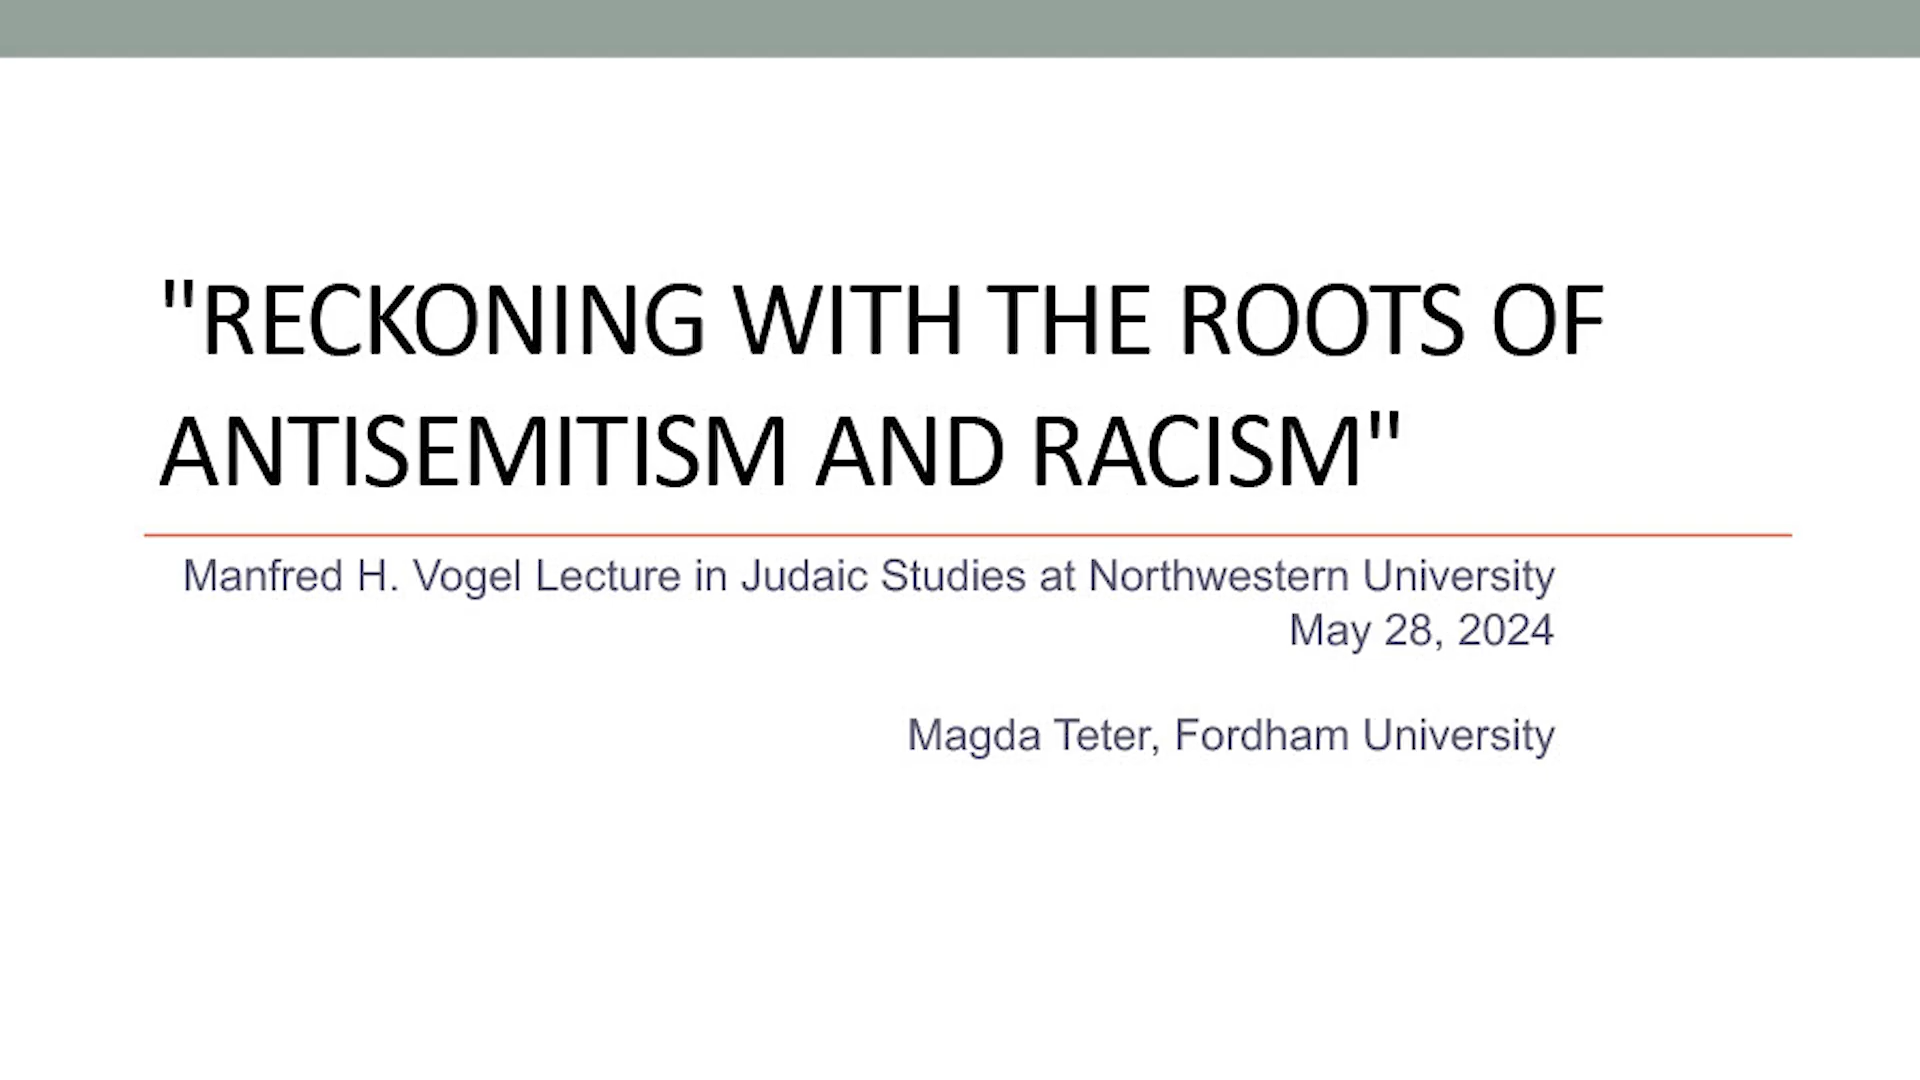 "RECKONING WITH THE ROOTS OF
ANTISEMITISM AND RACISM"
Manfred H. Vogel Lecture in Judaic Studies at Northwestern University
May 28, 2024
Magda Teter, Fordham University